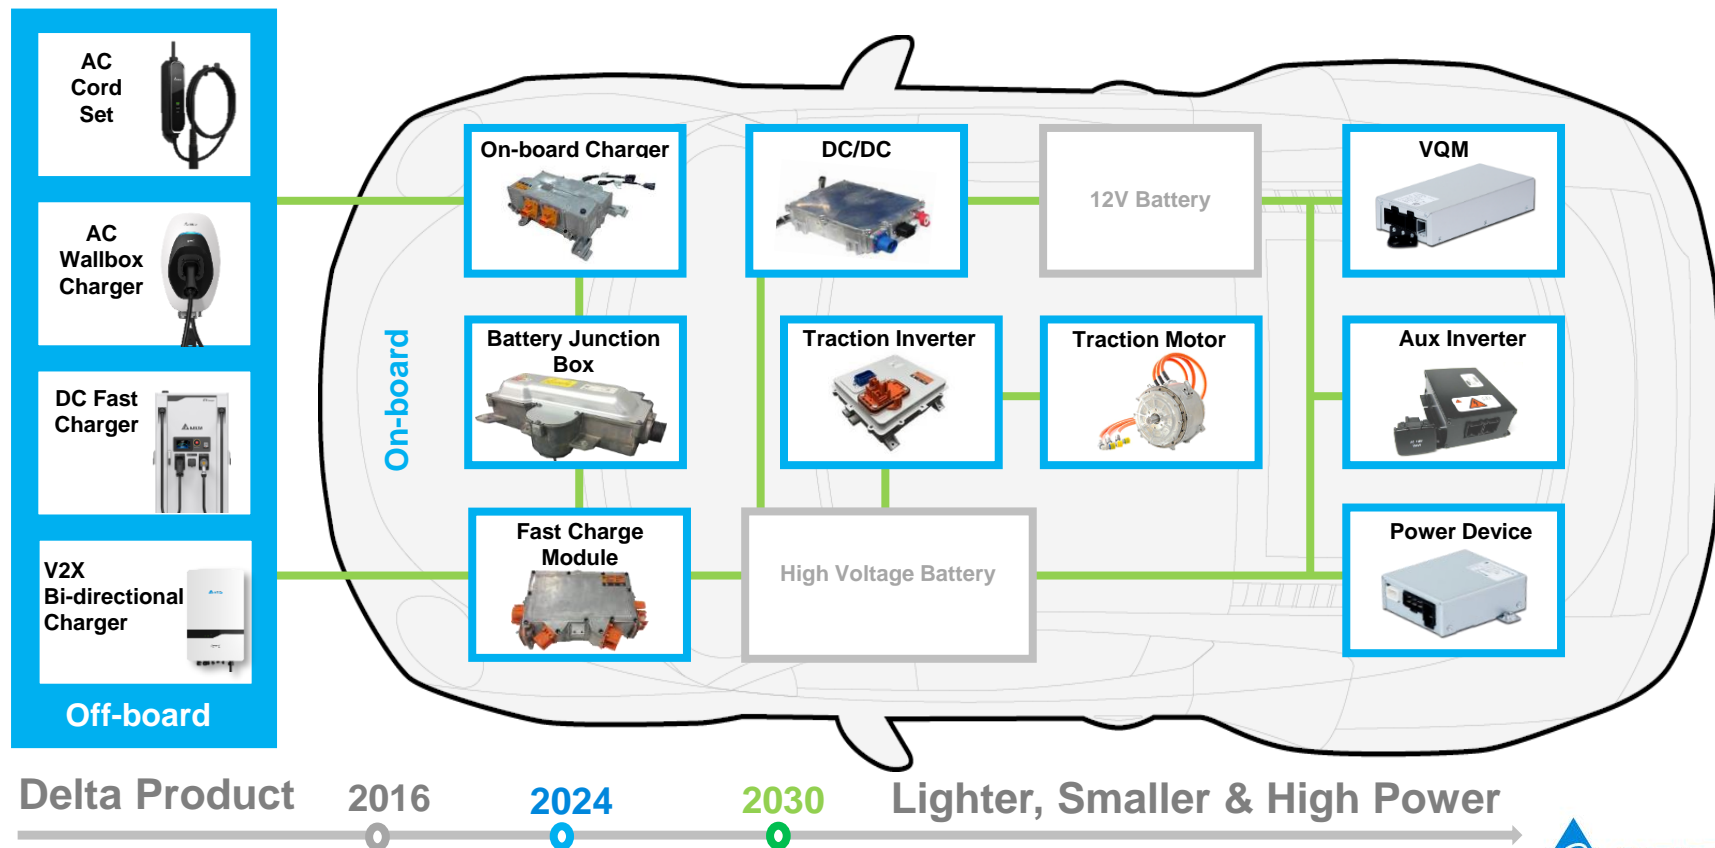 AC
Cord
Set
AC
Wallbox
Charger
DC Fast
Charger
V2X
Bi-directional
Charger
Off-board
On-board
On-board Charger
DC/DC
12V Battery
VQM
Battery Junction
Box
Traction Inverter
Traction Motor
Aux Inverter
Fast Charge
Module
High Voltage Battery
Power Device
Delta Product
2016
2024
2030
Lighter, Smaller & High Power